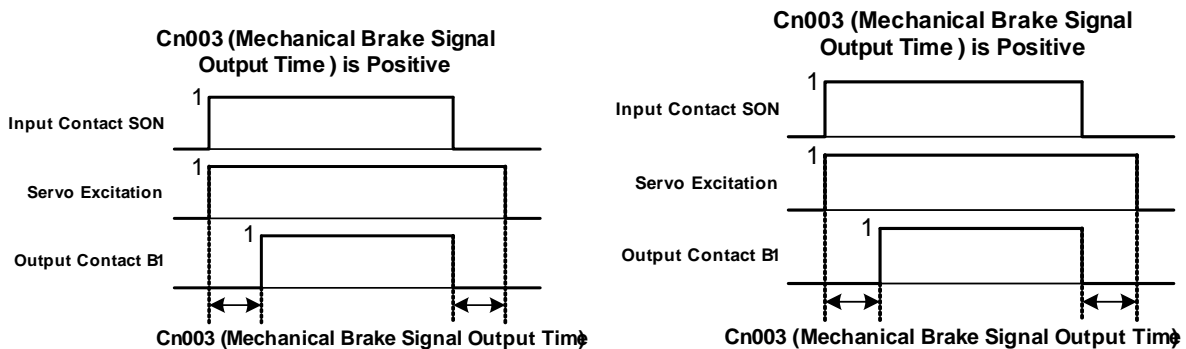 Cn003 (Mechanical Brake Signal
Output Time ) is Positive
1
Input Contact SON
1
Servo Excitation
1
Output Contact B1
Cn003 (Mechanical Brake Signal Output Time)
Cn003 (Mechanical Brake Signal
Output Time ) is Positive
1
Input Contact SON
1
Servo Excitation
1
Output Contact B1
Cn003 (Mechanical Brake Signal Output Time)